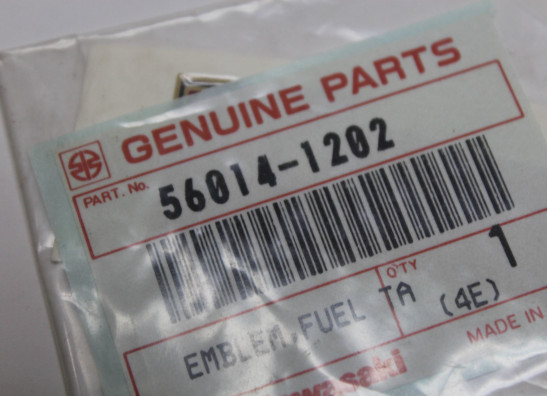 GENUINE PARTS
PART. No.
56014-1202
Q'TY
1
EMBLEM,FUEL TA
(4E)
MADE IN